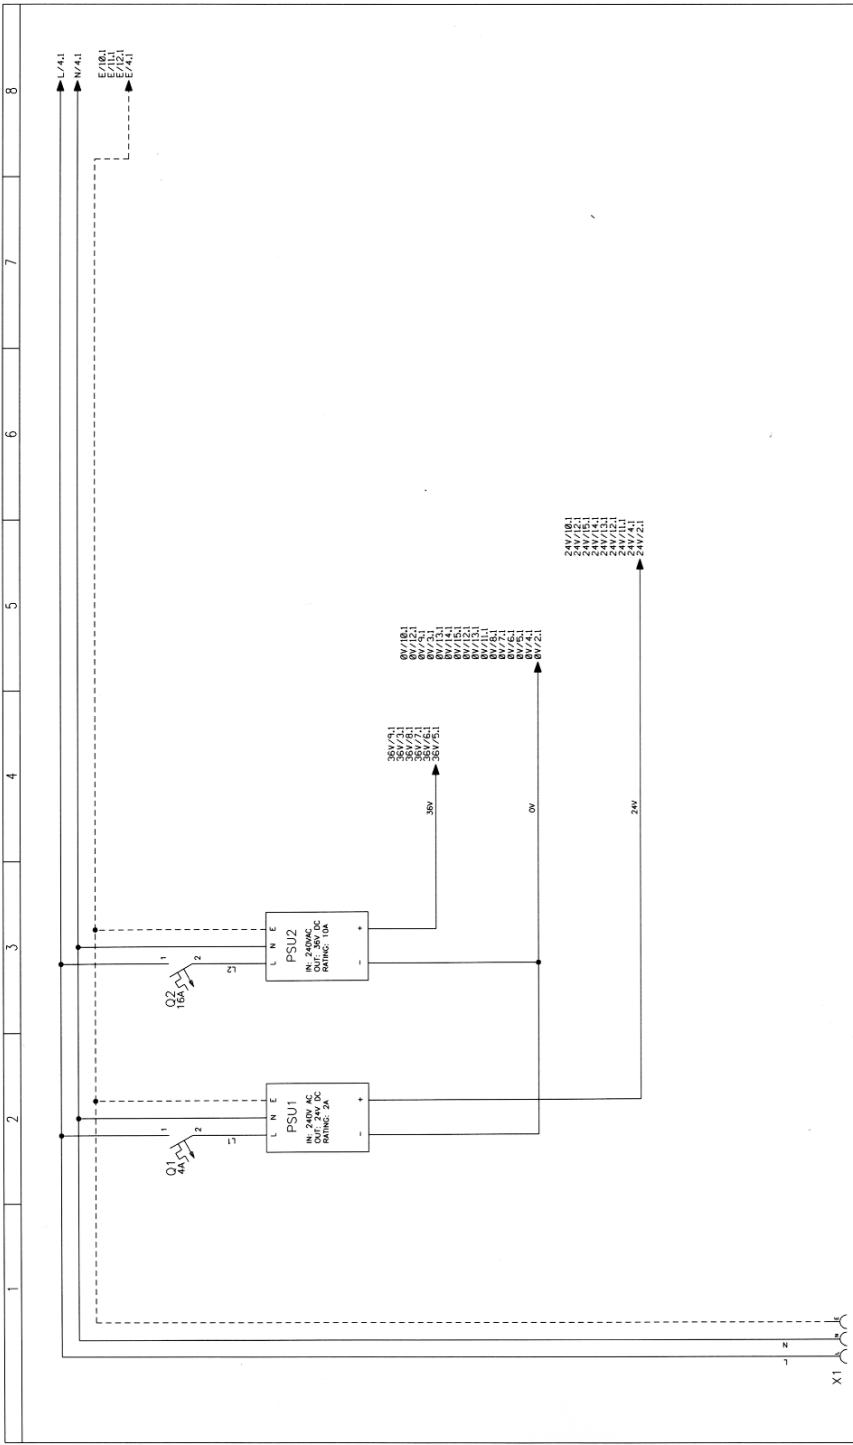 1
2
3
4
5
6
7
8
L/4.1
N/4.1
E/10.1
E/11.1
E/12.1
E/4.1
Q1
4A
1
2
L1
Q2
16A
1
2
L2
L N E
PSU1
IN: 240V AC
OUT: 24V DC
RATING: 2A
- +
L N E
PSU2
IN: 240VAC
OUT: 36V DC
RATING: 10A
- +
36V
36V/9.1
36V/3.1
36V/8.1
36V/7.1
36V/6.1
36V/5.1
0V
0V/10.1
0V/12.1
0V/9.1
0V/3.1
0V/13.1
0V/14.1
0V/15.1
0V/12.1
0V/13.1
0V/11.1
0V/8.1
0V/7.1
0V/6.1
0V/5.1
0V/4.1
0V/2.1
24V
24V/10.1
24V/12.1
24V/15.1
24V/14.1
24V/13.1
24V/12.1
24V/11.1
24V/4.1
24V/2.1
L
N
X1